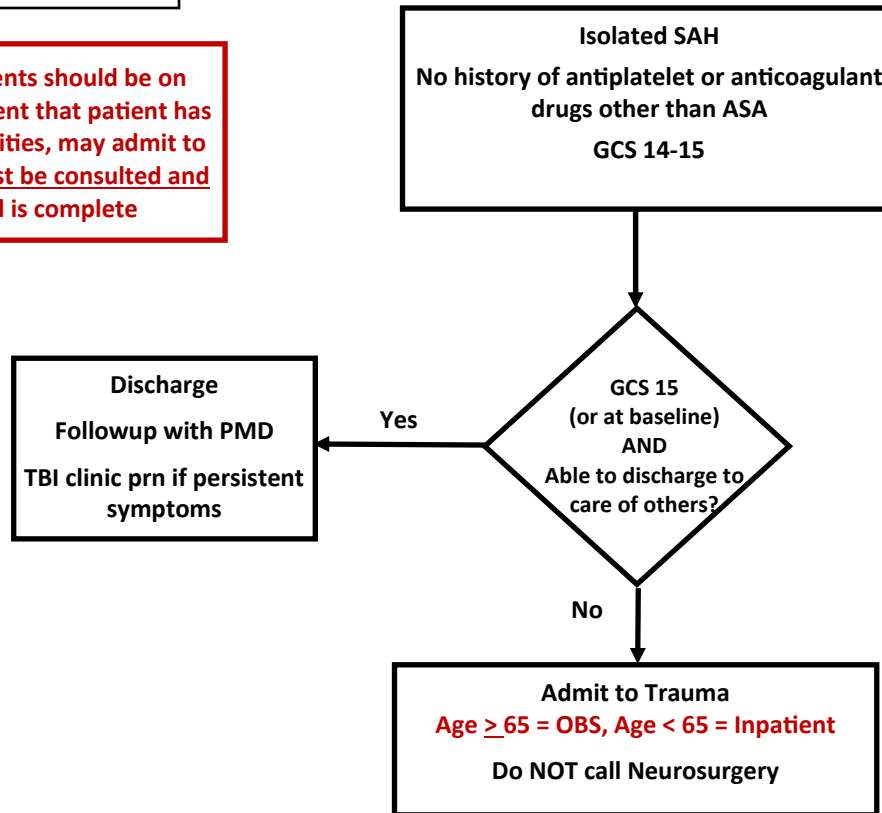 ents should be on
ent that patient has
ities, may admit to
st be consulted and
is complete
Isolated SAH
No history of antiplatelet or anticoagulant
drugs other than ASA
GCS 14-15
GCS 15
(or at baseline)
AND
Able to discharge to
care of others?
Yes
Discharge
Followup with PMD
TBI clinic prn if persistent
symptoms
No
Admit to Trauma
Age > 65 = OBS, Age < 65 = Inpatient
Do NOT call Neurosurgery